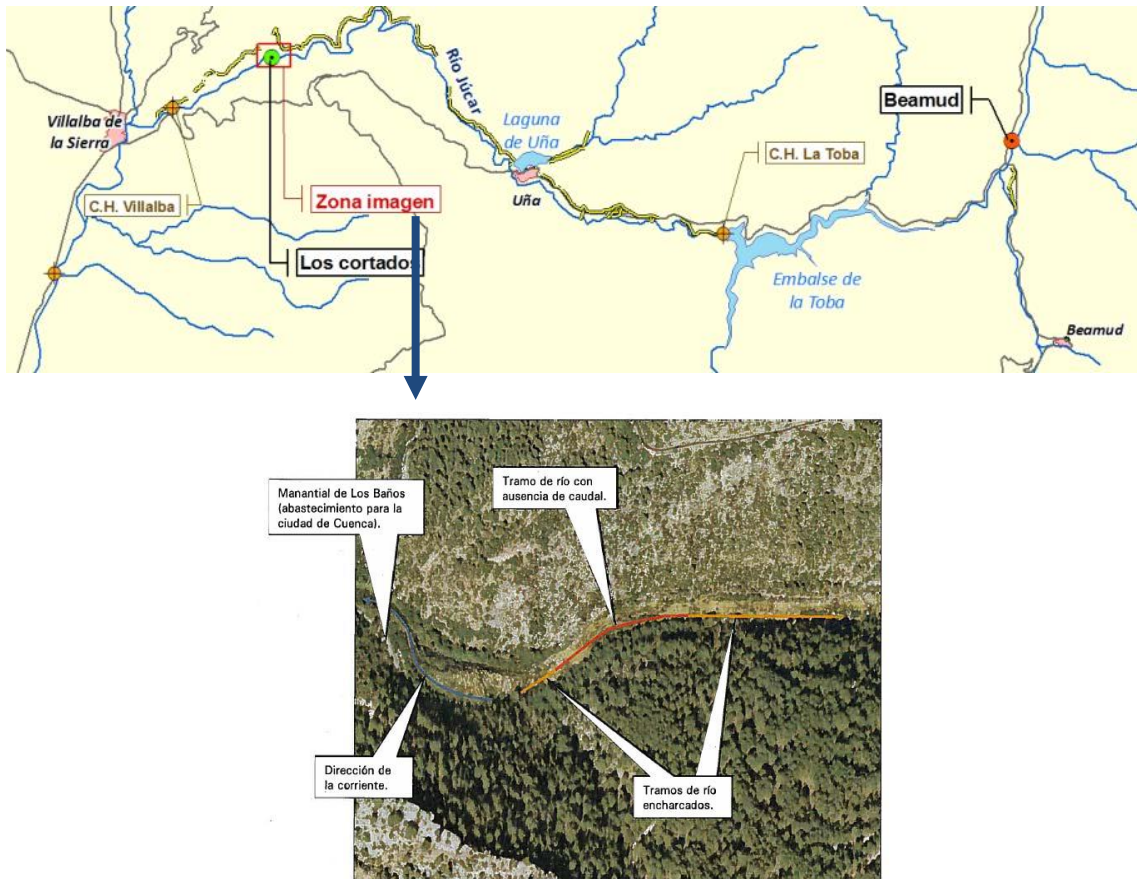 Río Júcar
Beamud
Villalba de
la Sierra
Laguna
de Uña
C.H. La Toba
C.H. Villalba
Zona imagen
Uña
Los cortados
Embalse de
la Toba
Beamud
Manantial de Los Baños
(abastecimiento para la
ciudad de Cuenca).
Tramo de río con
ausencia de caudal.
Dirección de
la corriente.
Tramos de río
encharcados.